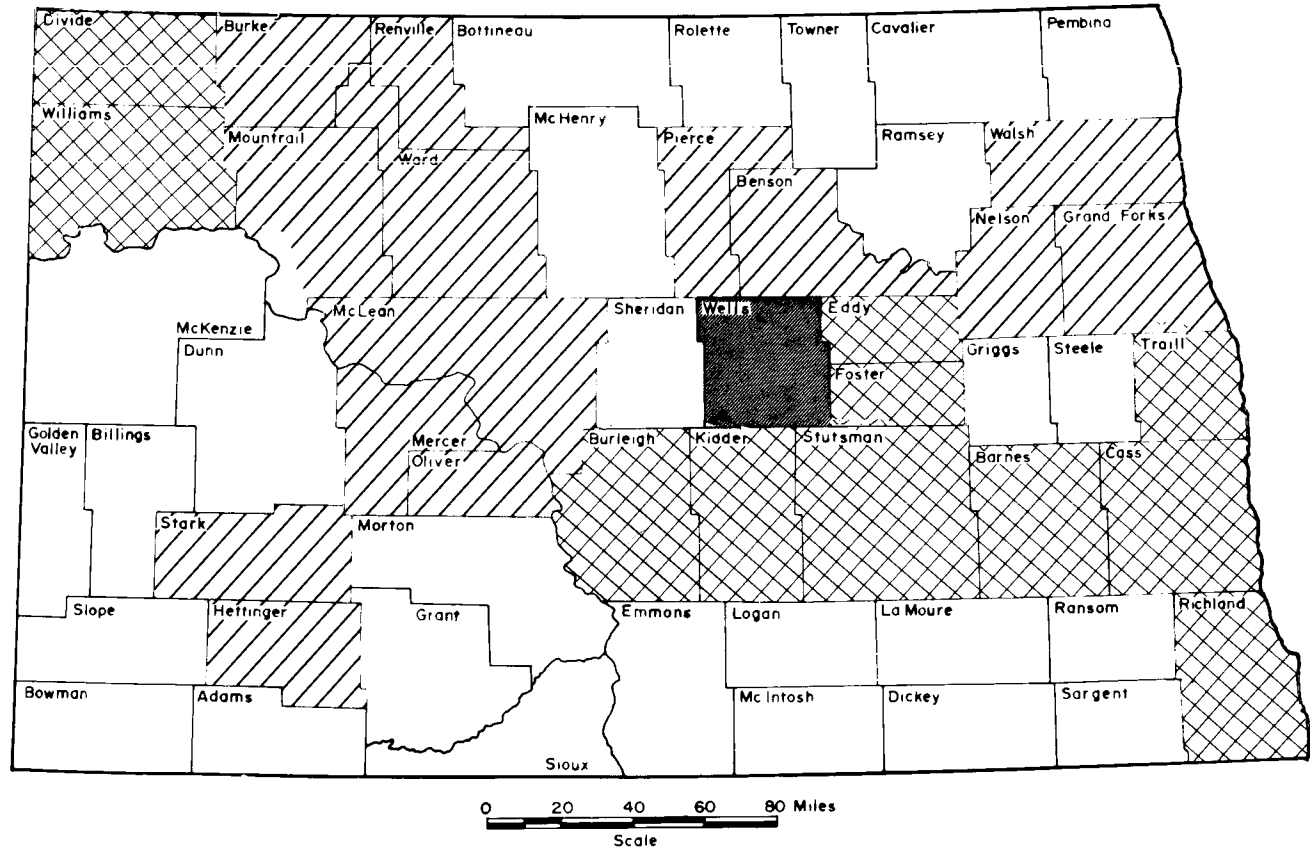 Divide
Burke
Renville
Bottineau
Rolette
Towner
Cavalier
Pembina
Williams
Mountrail
Ward
McHenry
Pierce
Benson
Ramsey
Walsh
Nelson
Grand Forks
McKenzie
Dunn
McLean
Sheridan
Wells
Eddy
Foster
Griggs
Steele
Traill
Golden
Valley
Billings
Mercer
Oliver
Burleigh
Kidder
Stutsman
Barnes
Cass
Stark
Morton
Slope
Hettinger
Grant
Emmons
Logan
La Moure
Ransom
Richland
Bowman
Adams
Sioux
Mc Intosh
Dickey
Sargent
0 20 40 60 80 Miles
Scale